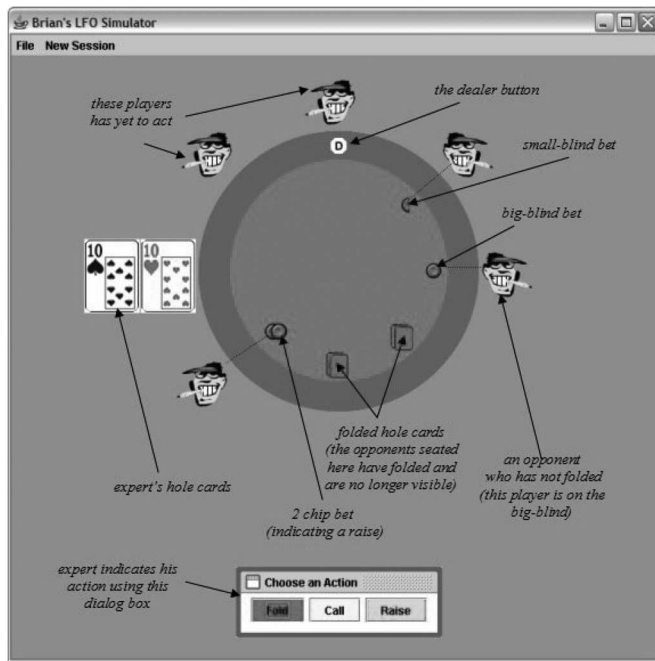 Brian's LFO Simulator
File New Session
these players
has yet to act
the dealer button
small-blind bet
big-blind bet
D
10
10
folded hole cards
(the opponents seated
here have folded and
are no longer visible)
an opponent
who has not folded
(this player is on the
big-blind)
expert's hole cards
2 chip bet
(indicating a raise)
expert indicates his
action using this
dialog box
Choose an Action
Fold Call Raise